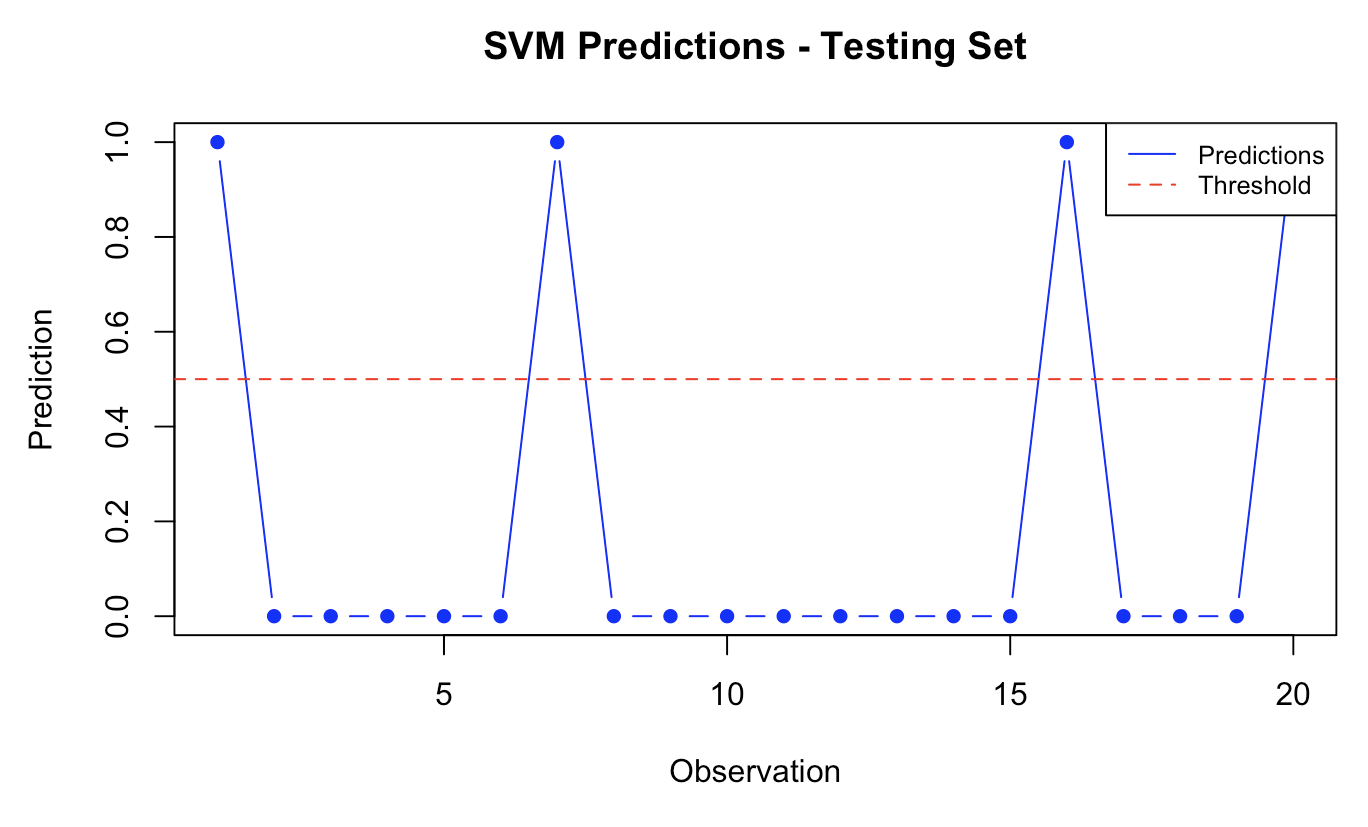 SVM Predictions - Testing Set
Predictions
Threshold
Prediction
1.0
0.8
0.6
0.4
0.2
0.0
5 10 15 20
Observation